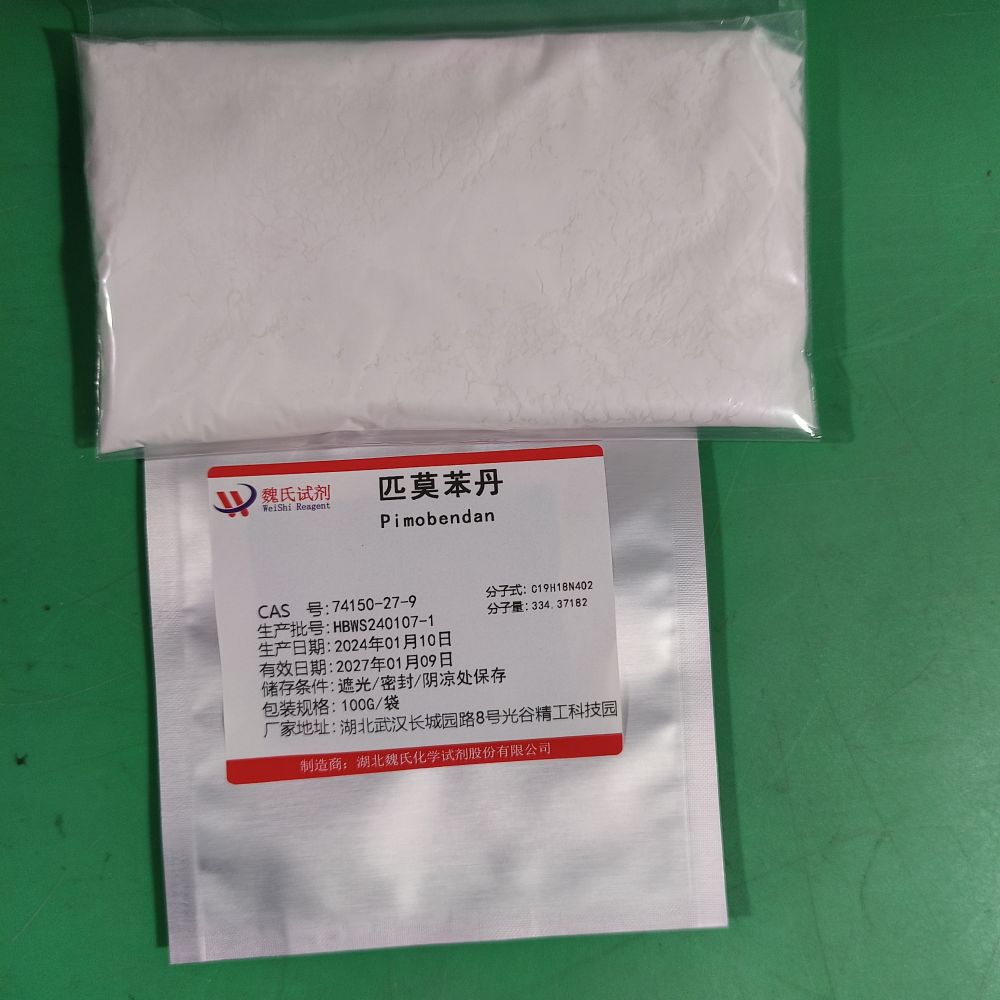 魏氏试剂
WeiShi Reagent
匹莫苯丹
Pimobendan
分子式: C19H18N4O2
分子量: 334.37182
CAS 号: 74150-27-9
生产批号: HBWS240107-1
生产日期: 2024年01月10日
有效日期: 2027年01月09日
储存条件: 遮光/密封/阴凉处保存
包装规格: 100G/袋
厂家地址: 湖北武汉长城园路8号光谷精工科技园
制造商: 湖北魏氏化学试剂股份有限公司